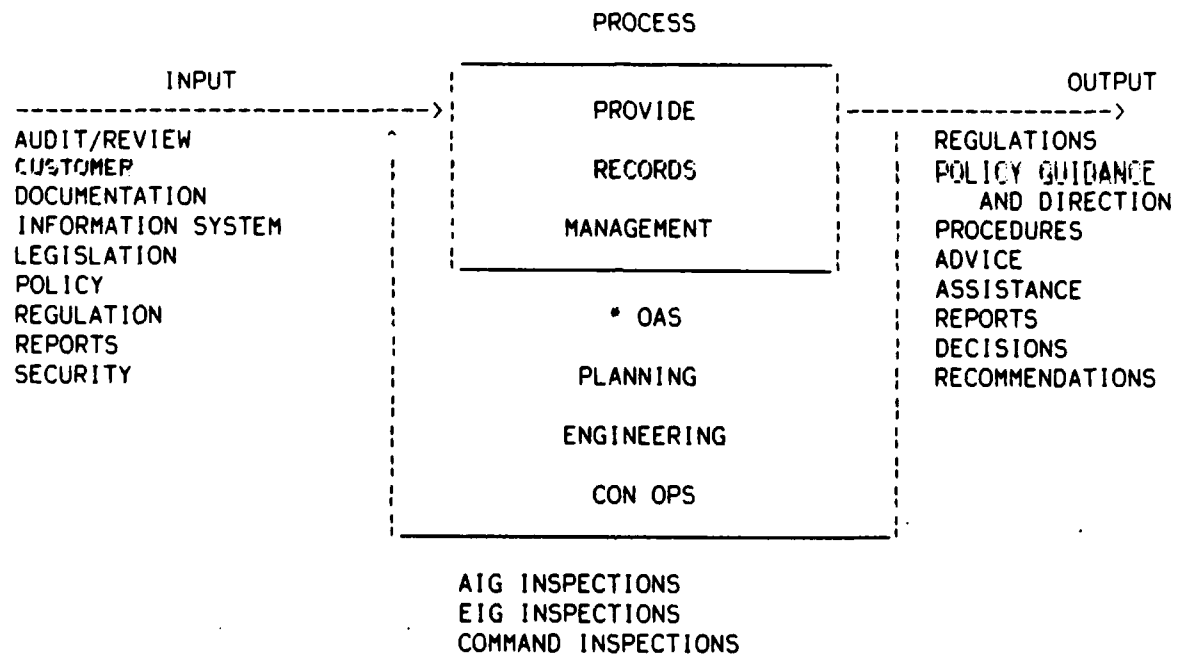 PROCESS
INPUT
OUTPUT
PROVIDE
RECORDS
MANAGEMENT
AUDIT/REVIEW
CUSTOMER
DOCUMENTATION
INFORMATION SYSTEM
LEGISLATION
POLICY
REGULATION
REPORTS
SECURITY
* OAS
PLANNING
ENGINEERING
CON OPS
REGULATIONS
POLICY GUIDANCE
AND DIRECTION
PROCEDURES
ADVICE
ASSISTANCE
REPORTS
DECISIONS
RECOMMENDATIONS
AIG INSPECTIONS
EIG INSPECTIONS
COMMAND INSPECTIONS